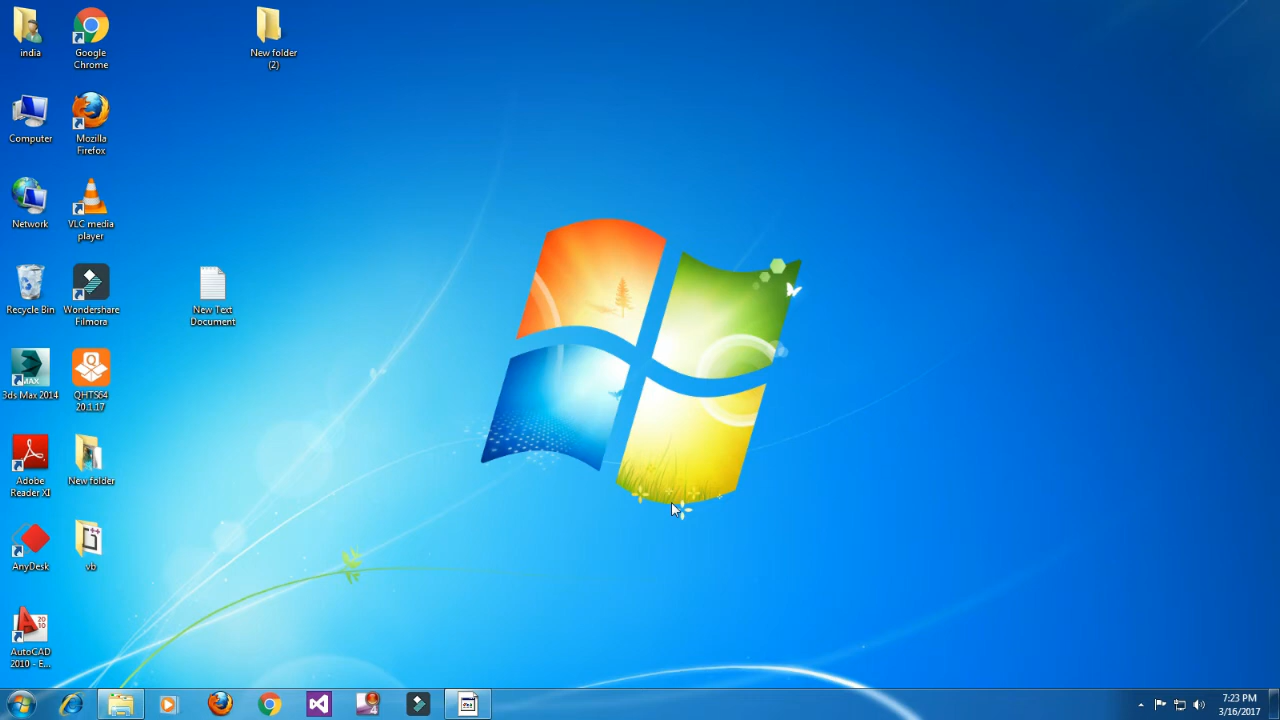 india
Google
Chrome
New folder
(2)
Computer
Mozilla
Firefox
Network
VLC media
player
Recycle Bin
Wondershare
Filmora
New Text
Document
3ds Max 2014
QHTS64
20.1.17
Adobe
Reader XI
New folder
AnyDesk
vb
AutoCAD
2010 - E...
7:23 PM
3/16/2017